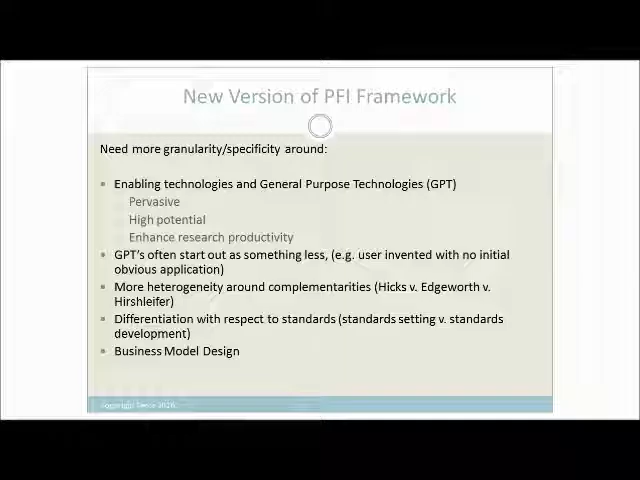 New Version of PFI Framework
Need more granularity/specificity around:
Enabling technologies and General Purpose Technologies (GPT)
Pervasive
High potential
Enhance research productivity
GPT's often start out as something less, (e.g. user invented with no initial
obvious application)
More heterogeneity around complementarities (Hicks v. Edgeworth v.
Hirshleifer)
Differentiation with respect to standards (standards setting v. standards
development)
Business Model Design
Copyright Teece